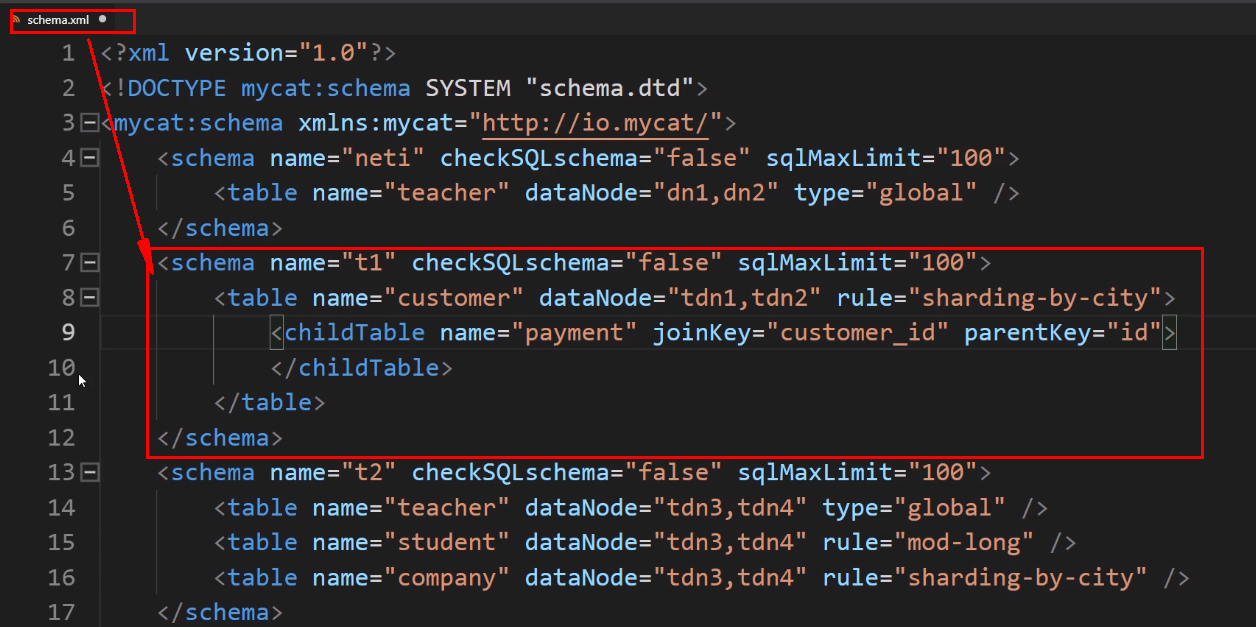 schema.xml
1 <?xml version="1.0"?>
2 <!DOCTYPE mycat:schema SYSTEM "schema.dtd">
3 <mycat:schema xmlns:mycat="http://io.mycat/">
4 <schema name="neti" checkSQLschema="false" sqlMaxLimit="100">
5 <table name="teacher" dataNode="dn1,dn2" type="global" />
6 </schema>
7 <schema name="t1" checkSQLschema="false" sqlMaxLimit="100">
8 <table name="customer" dataNode="tdn1,tdn2" rule="sharding-by-city">
9 <childTable name="payment" joinKey="customer_id" parentKey="id">
10 </childTable>
11 </table>
12 </schema>
13 <schema name="t2" checkSQLschema="false" sqlMaxLimit="100">
14 <table name="teacher" dataNode="tdn3,tdn4" type="global" />
15 <table name="student" dataNode="tdn3,tdn4" rule="mod-long" />
16 <table name="company" dataNode="tdn3,tdn4" rule="sharding-by-city" />
17 </schema>